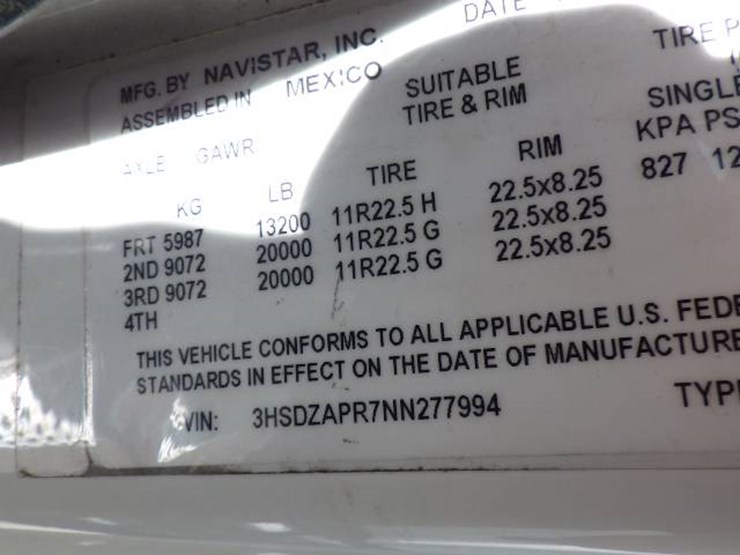 DATE
MFG. BY NAVISTAR, INC.
ASSEMBLED IN MEXICO
SUITABLE
TIRE & RIM
TIRE P
SINGLE
KPA PS
AXLE GAWR
KG LB TIRE RIM
827 12
FRT 5987 13200 11R22.5 H 22.5x8.25
2ND 9072 20000 11R22.5 G 22.5x8.25
3RD 9072 20000 11R22.5 G 22.5x8.25
4TH
THIS VEHICLE CONFORMS TO ALL APPLICABLE U.S. FEDE
STANDARDS IN EFFECT ON THE DATE OF MANUFACTURE
VIN: 3HSDZAPR7NN277994
TYP